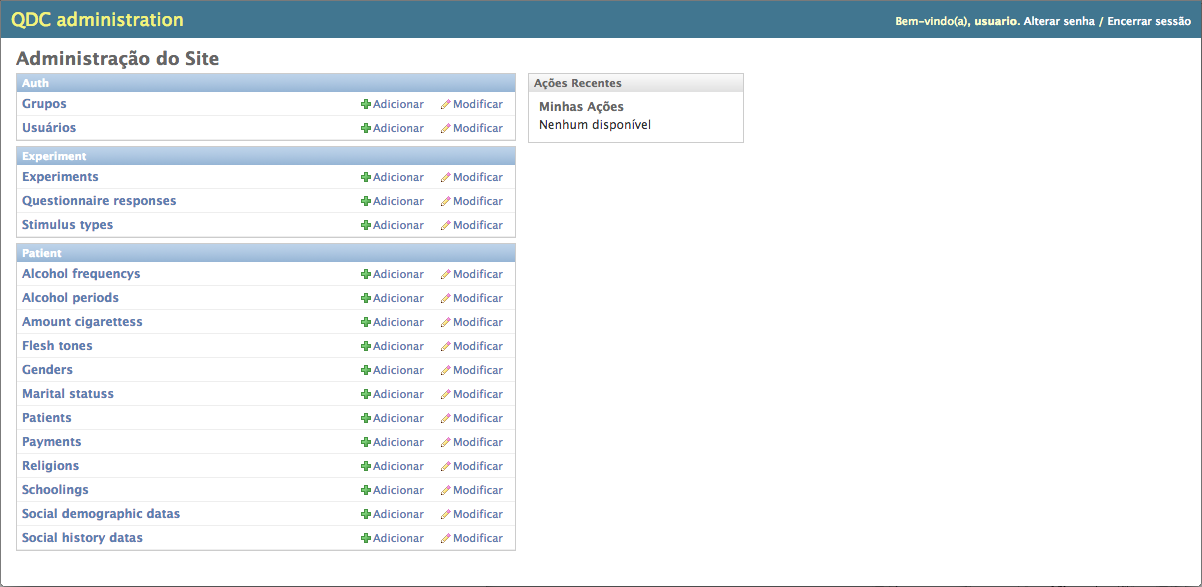 QDC administration
Bem-vindo(a), usuario. Alterar senha / Encerrar sessão
Administração do Site
Auth
Grupos Adicionar Modificar
Usuários Adicionar Modificar
Experiment
Experiments Adicionar Modificar
Questionnaire responses Adicionar Modificar
Stimulus types Adicionar Modificar
Patient
Alcohol frequencys Adicionar Modificar
Alcohol periods Adicionar Modificar
Amount cigarettess Adicionar Modificar
Flesh tones Adicionar Modificar
Genders Adicionar Modificar
Marital statuss Adicionar Modificar
Patients Adicionar Modificar
Payments Adicionar Modificar
Religions Adicionar Modificar
Schoolings Adicionar Modificar
Social demographic datas Adicionar Modificar
Social history datas Adicionar Modificar
Ações Recentes
Minhas Ações
Nenhum disponível